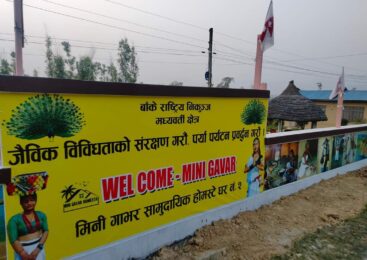 बाँके राष्ट्रिय निकुञ्ज
मध्यवर्ती क्षेत्र
जैविक विविधताको संरक्षण गरौं, पर्या पर्यटन प्रवर्द्धन गरौं ।
WEL COME - MINI GAVAR
मिनी गाभर सामुदायिक होमस्टे घर नं. १